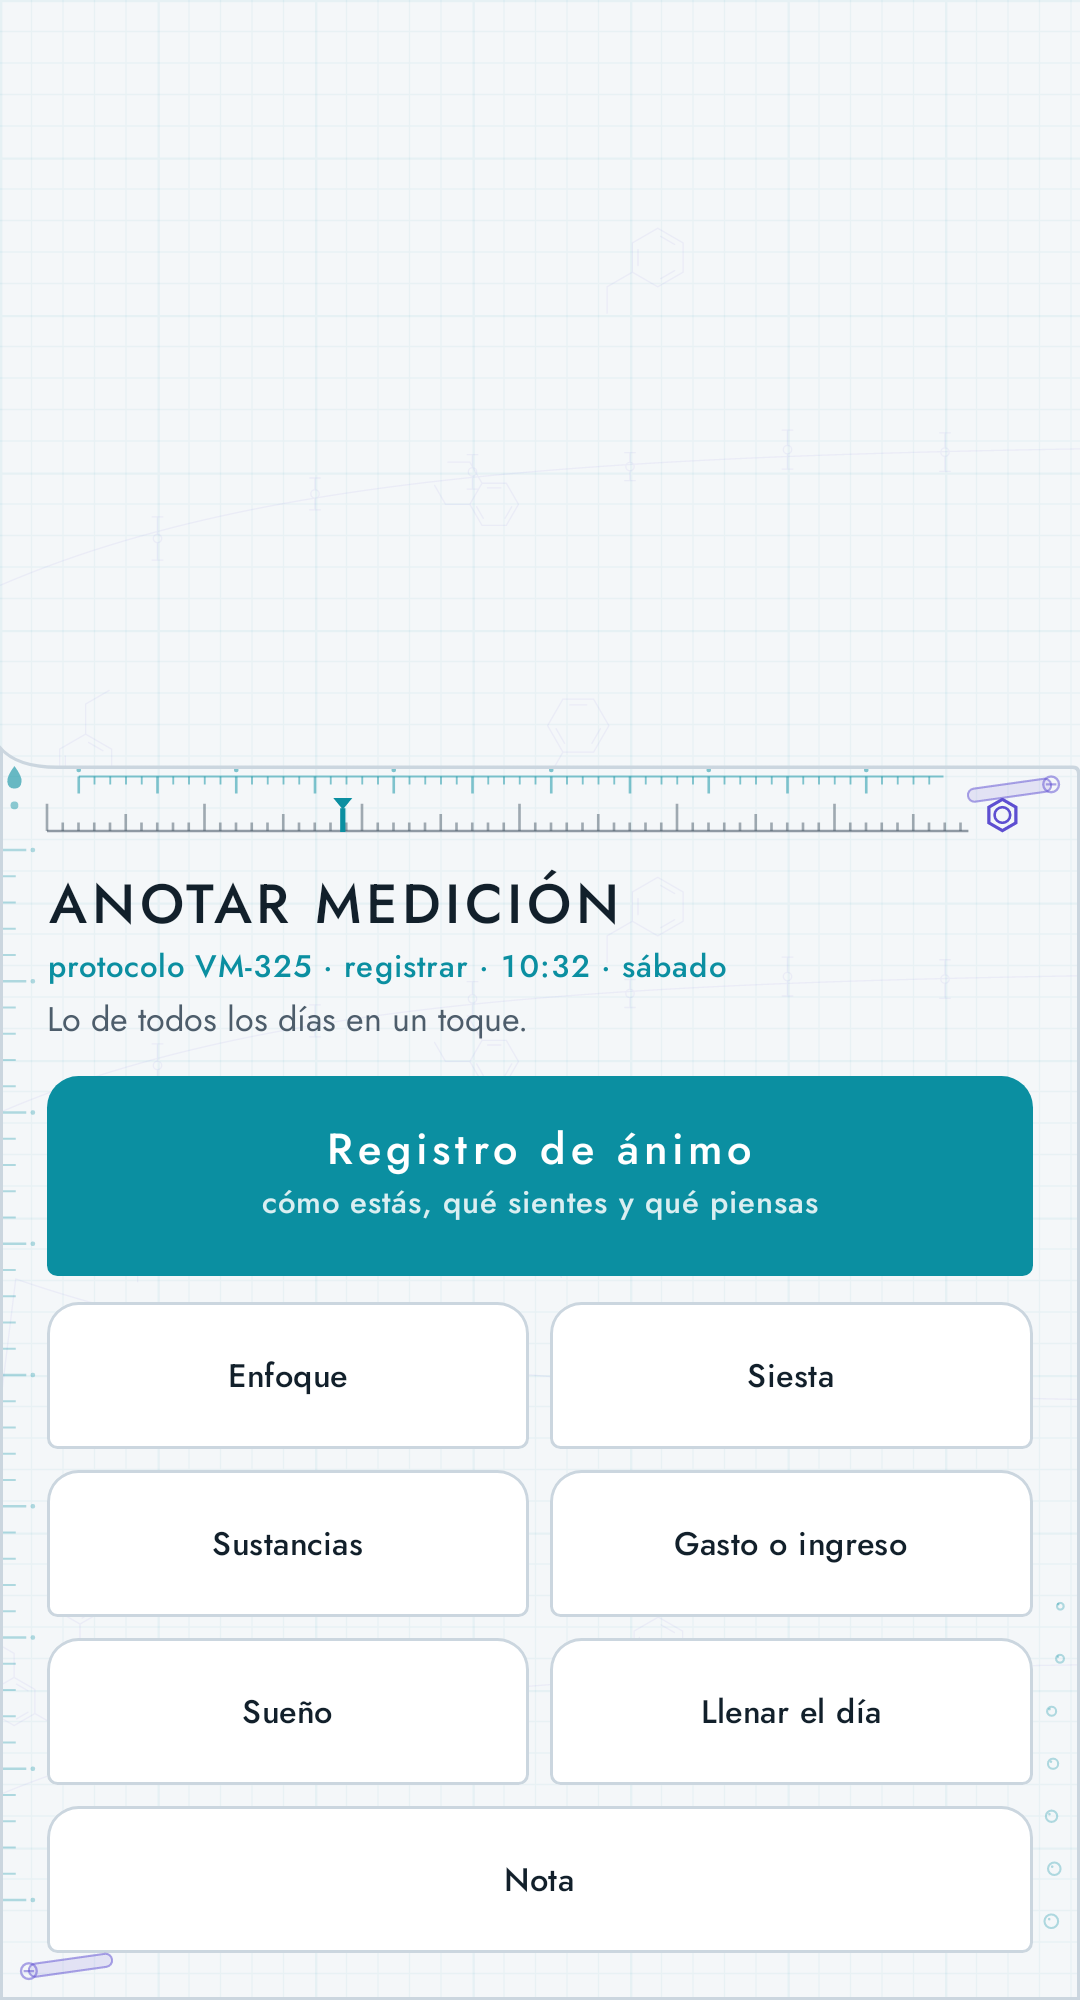 ANOTAR MEDICIÓN
protocolo VM-325 · registrar · 10:32 · sábado
Lo de todos los días en un toque.
Registro de ánimo
cómo estás, qué sientes y qué piensas
Enfoque
Siesta
Sustancias
Gasto o ingreso
Sueño
Llenar el día
Nota